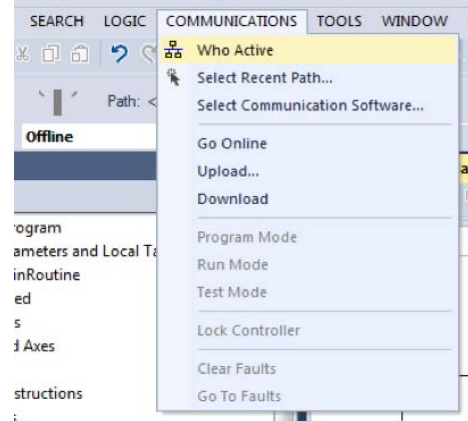 SEARCH LOGIC COMMUNICATIONS TOOLS WINDOW
Who Active
Select Recent Path...
Path: <
Select Communication Software...
Offline
Go Online
Upload...
Download
rogram
Program Mode
ameters and Local Ta
Run Mode
inRoutine
Test Mode
ed
s
Lock Controller
d Axes
Clear Faults
structions
Go To Faults